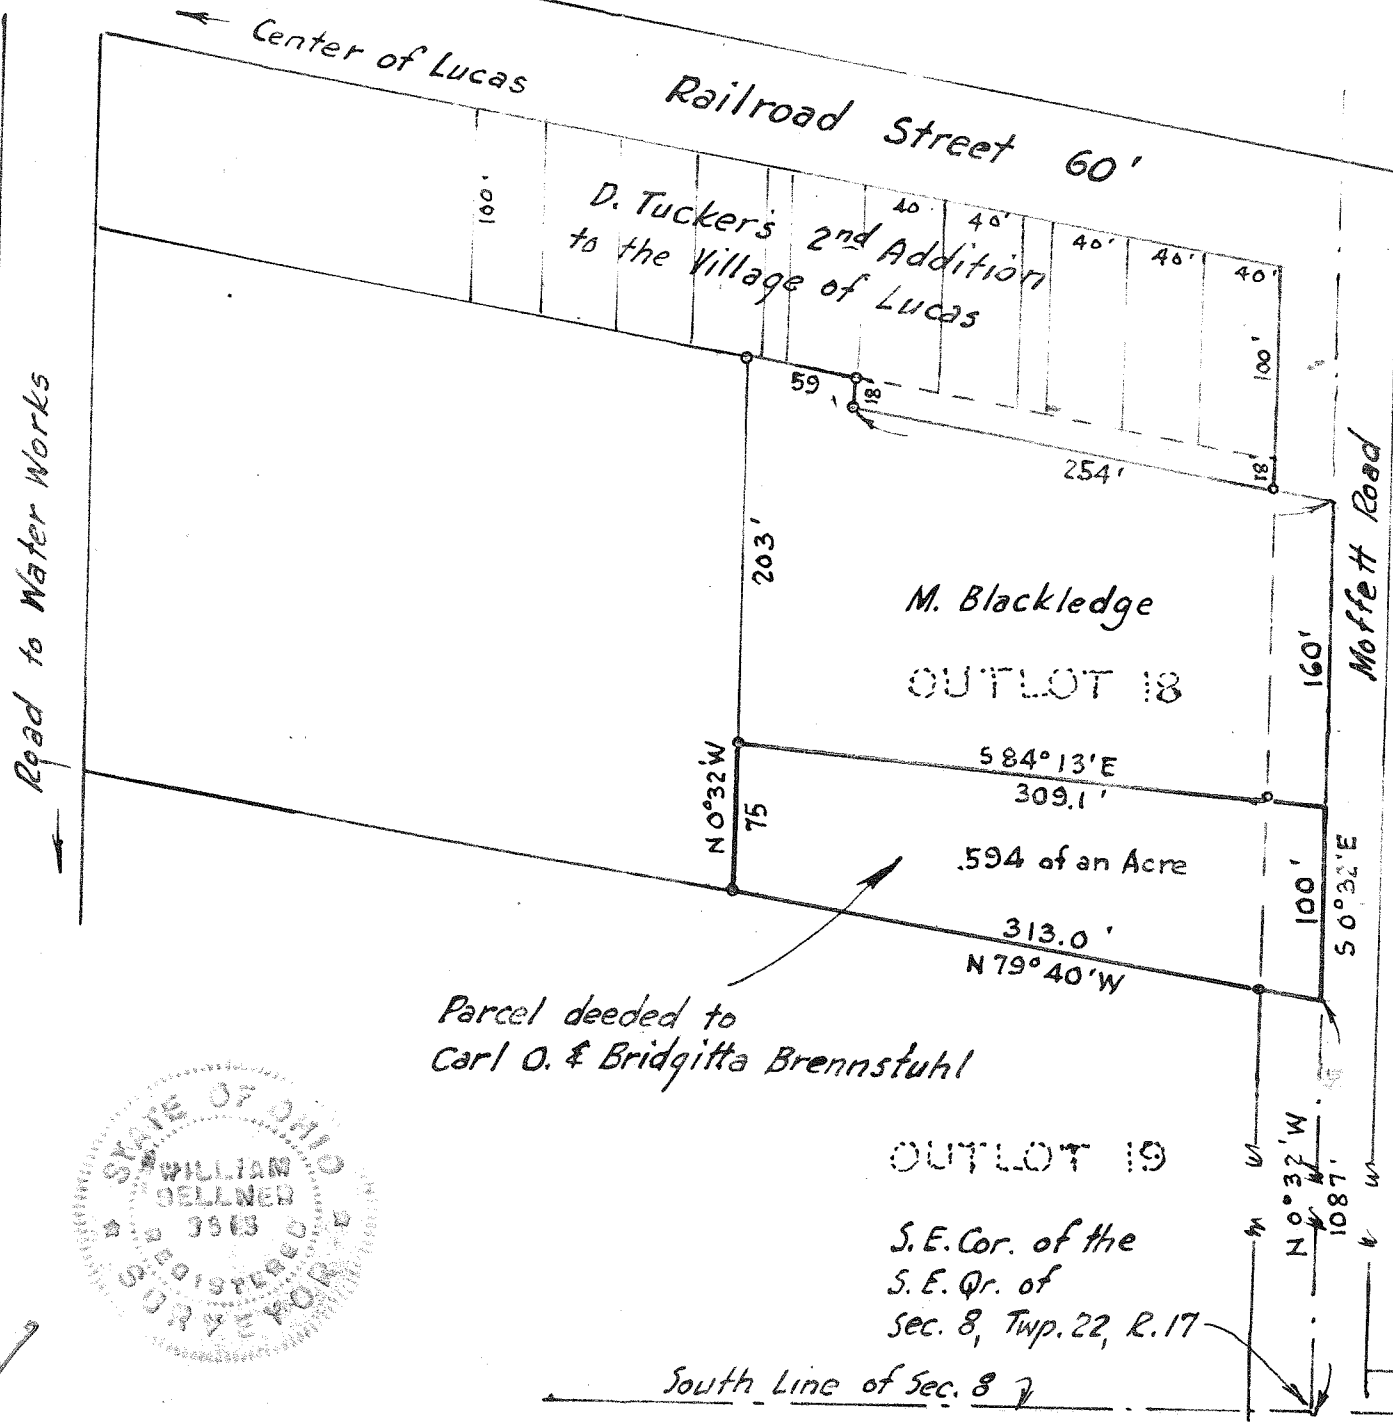 Center of Lucas
Railroad Street 60'
D. Tucker's 2nd Addition
to the Village of Lucas
100'
40
40'
40'
40'
40'
100'
59
18'
254'
18'
Road to Water Works
203'
M. Blackledge
OUTLOT 18
160'
Moffett Road
N 0°32'W
75
S 84°13'E
309.1'
.594 of an Acre
100'
S 0°32'E
313.0'
N 79°40'W
Parcel deeded to
Carl O. & Bridgitta Brennstuhl
STATE OF OHIO
WILLIAM
REGISTERED
SURVEYOR
OUTLOT 19
N 0°32'W
1087'
S.E. Cor. of the
S.E. Qr. of
Sec. 8, Twp. 22, R. 17
South Line of Sec. 8